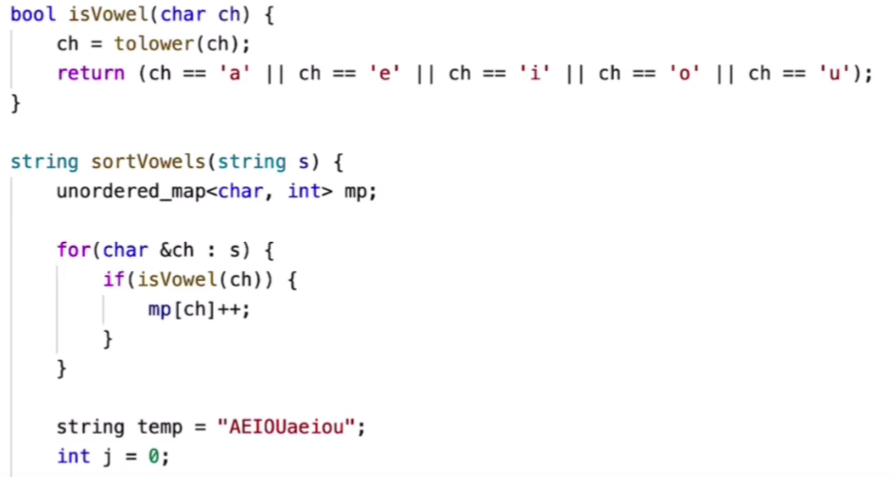 bool isVowel(char ch) {
    ch = tolower(ch);
    return (ch == 'a' || ch == 'e' || ch == 'i' || ch == 'o' || ch == 'u');
}

string sortVowels(string s) {
    unordered_map<char, int> mp;

    for(char &ch : s) {
        if(isVowel(ch)) {
            mp[ch]++;
        }
    }

    string temp = "AEIOUaeiou";
    int j = 0;